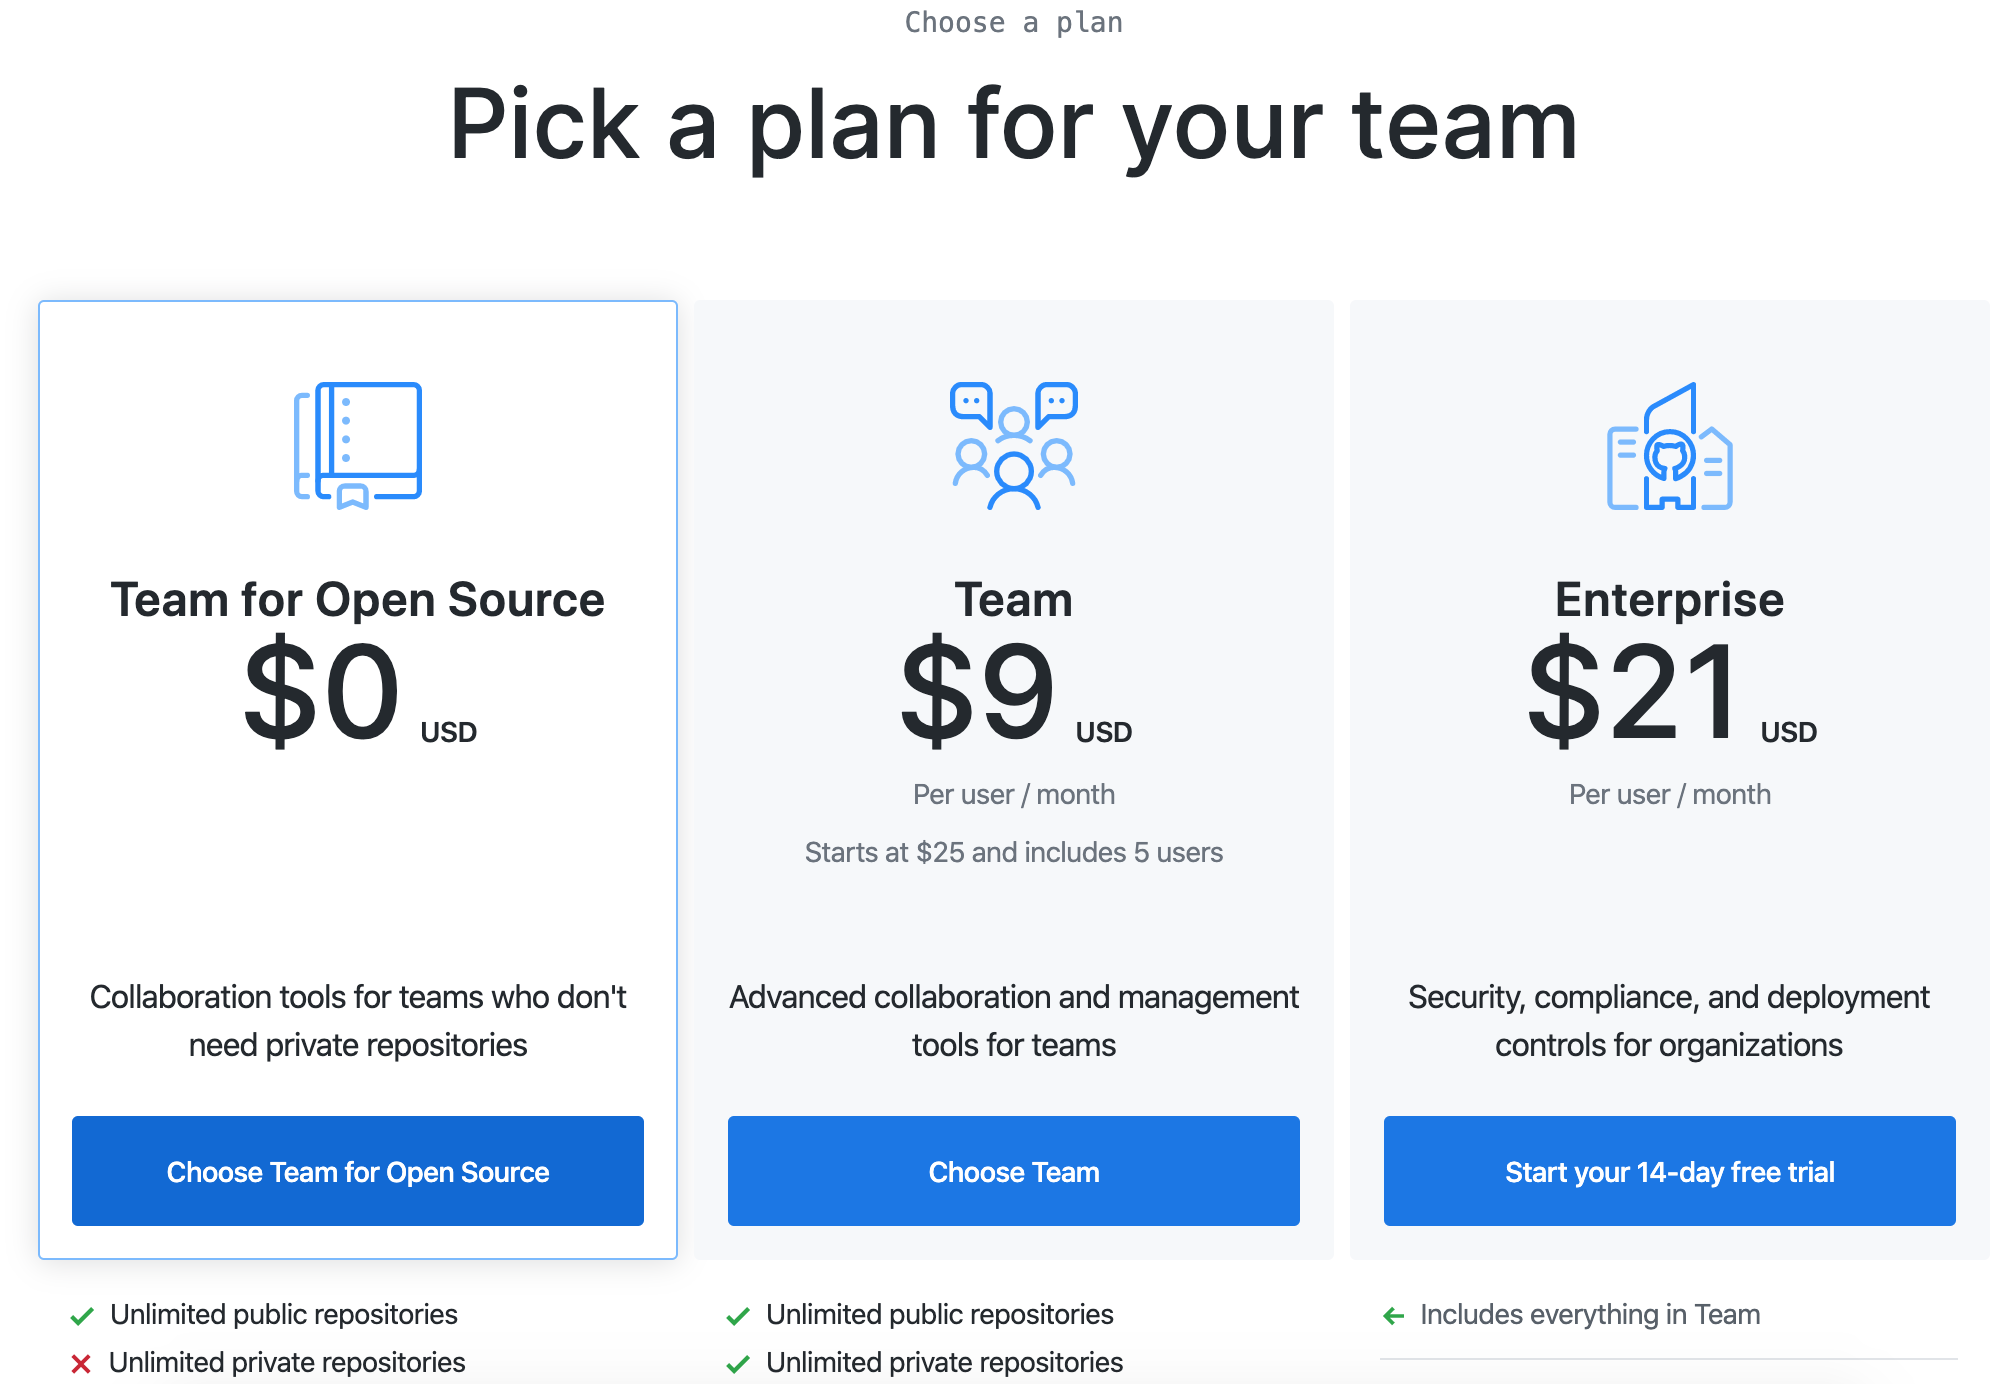 Choose a plan
Pick a plan for your team
Team for Open Source
$0 USD
Collaboration tools for teams who don't
need private repositories
Choose Team for Open Source
Unlimited public repositories
Unlimited private repositories
Team
$9 USD
Per user / month
Starts at $25 and includes 5 users
Advanced collaboration and management
tools for teams
Choose Team
Unlimited public repositories
Unlimited private repositories
Enterprise
$21 USD
Per user / month
Security, compliance, and deployment
controls for organizations
Start your 14-day free trial
Includes everything in Team